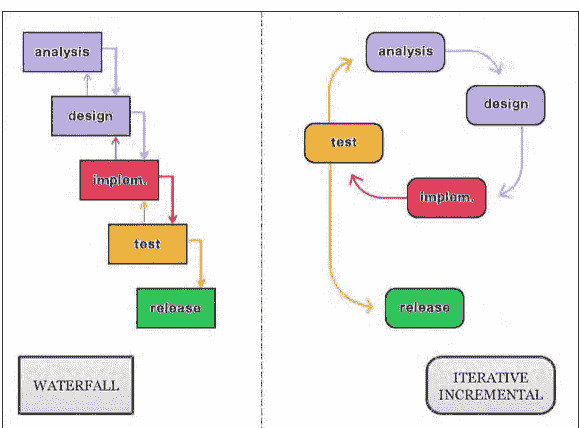 analysis
design
implem.
test
release
WATERFALL
analysis
design
test
implem.
release
ITERATIVE
INCREMENTAL